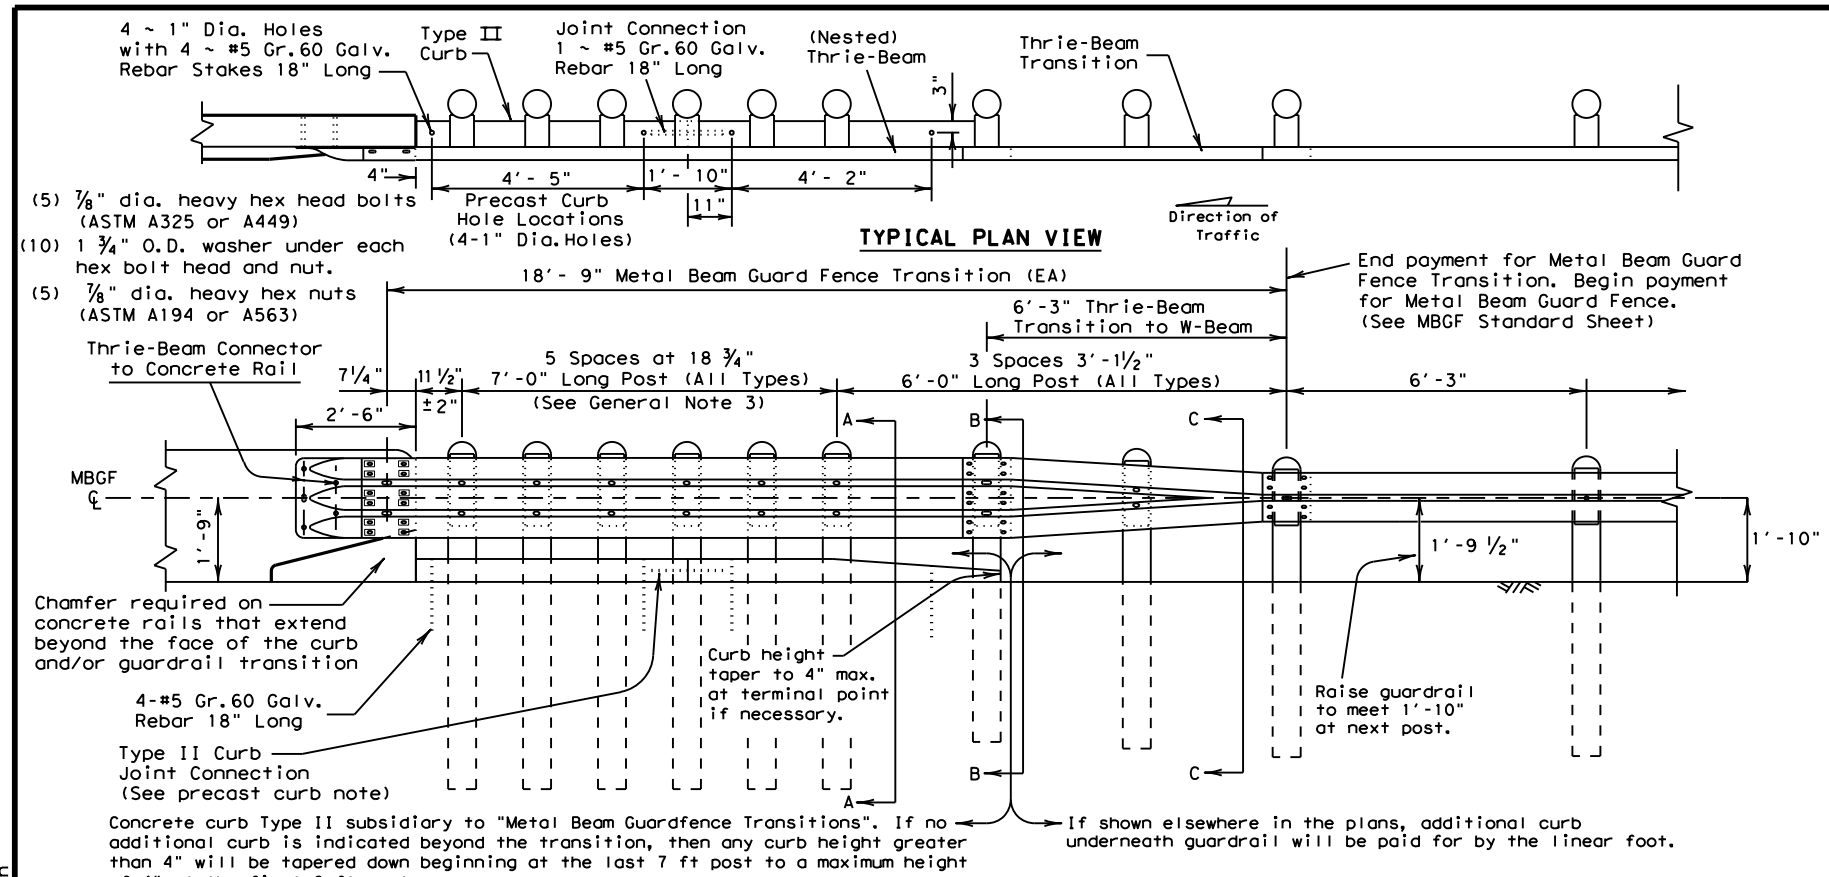 4 ~ 1" Dia. Holes
with 4 ~ #5 Gr.60 Galv.
Rebar Stakes 18" Long
Type II
Curb
Joint Connection
1 ~ #5 Gr.60 Galv.
Rebar 18" Long
(Nested)
Thrie-Beam
Thrie-Beam
Transition
3"
4"
4'- 5"
1'- 10"
4'- 2"
11"
Precast Curb
Hole Locations
(4-1" Dia.Holes)
(5) 7/8" dia. heavy hex head bolts
(ASTM A325 or A449)
(10) 1 3/4" O.D. washer under each
hex bolt head and nut.
(5) 7/8" dia. heavy hex nuts
(ASTM A194 or A563)
TYPICAL PLAN VIEW
Direction of
Traffic
18'- 9" Metal Beam Guard Fence Transition (EA)
End payment for Metal Beam Guard
Fence Transition. Begin payment
for Metal Beam Guard Fence.
(See MBGF Standard Sheet)
6'-3" Thrie-Beam
Transition to W-Beam
Thrie-Beam Connector
to Concrete Rail
7 1/4"
11 1/2"
±2"
5 Spaces at 18 3/4"
7'-0" Long Post (All Types)
(See General Note 3)
3 Spaces 3'-1 1/2"
6'-0" Long Post (All Types)
6'-3"
2'-6"
A
B
C
MBGF
CL
1'-9"
1'-9 1/2"
1'-10"
Chamfer required on
concrete rails that extend
beyond the face of the curb
and/or guardrail transition
4-#5 Gr.60 Galv.
Rebar 18" Long
Type II Curb
Joint Connection
(See precast curb note)
Curb height
taper to 4" max.
at terminal point
if necessary.
Raise guardrail
to meet 1'-10"
at next post.
A
B
C
Concrete curb Type II subsidiary to "Metal Beam Guardfence Transitions". If no
additional curb is indicated beyond the transition, then any curb height greater
than 4" will be tapered down beginning at the last 7 ft post to a maximum height
If shown elsewhere in the plans, additional curb
underneath guardrail will be paid for by the linear foot.